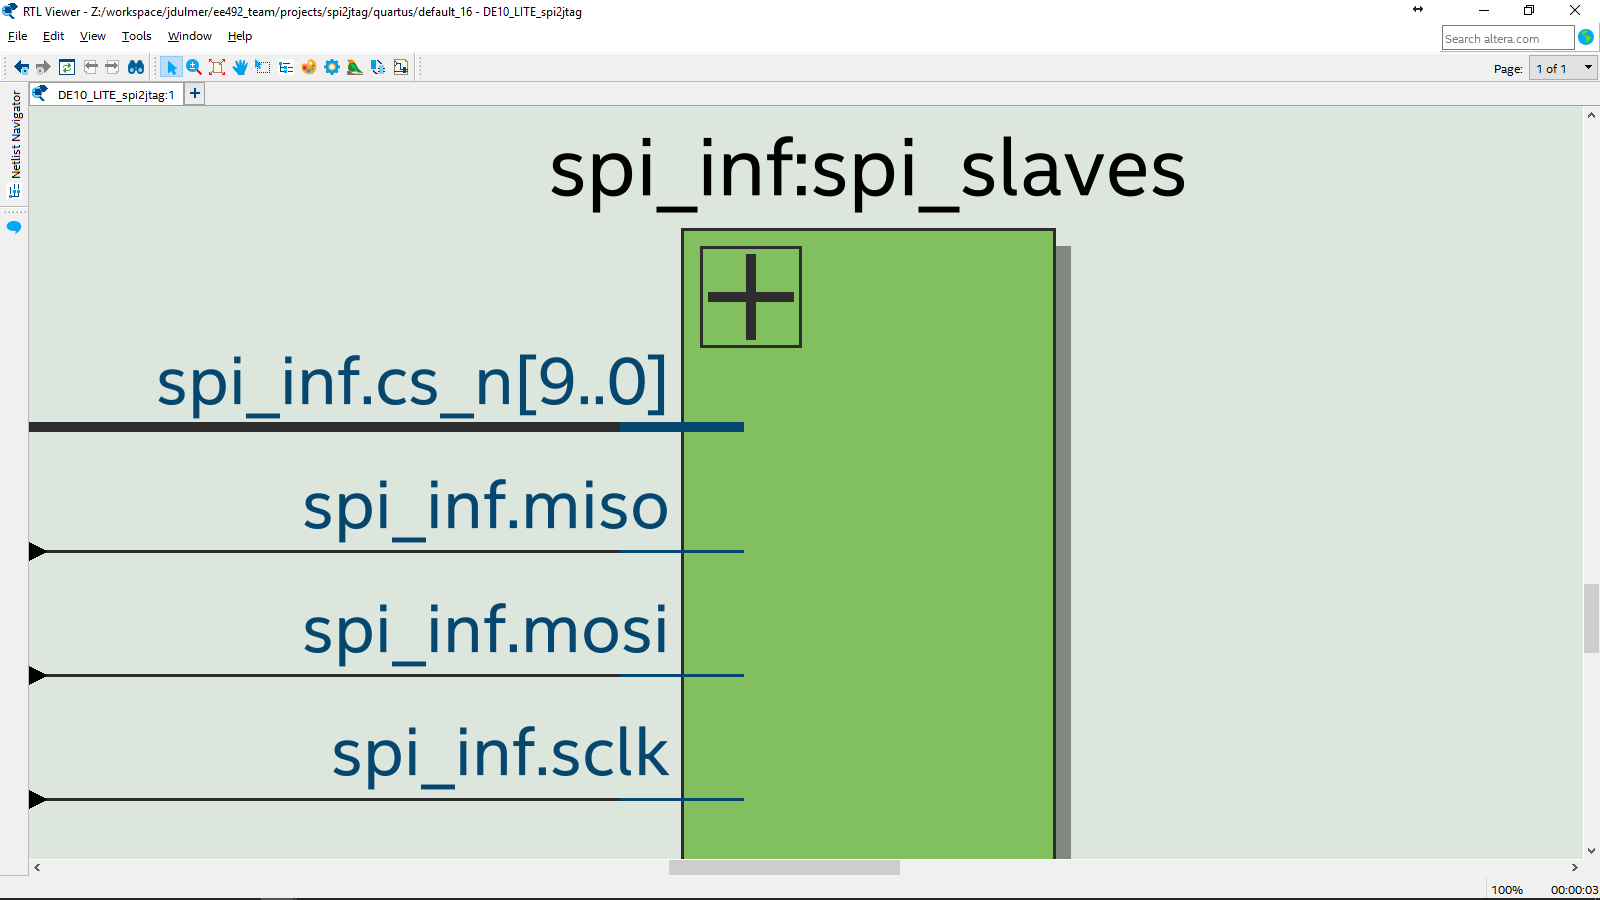 RTL Viewer - Z:/workspace/jdulmer/ee492_team/projects/spi2jtag/quartus/default_16 - DE10_LITE_spi2jtag
File Edit View Tools Window Help
Search altera.com
Page: 1 of 1
Netlist Navigator
DE10_LITE_spi2jtag:1
spi_inf:spi_slaves
spi_inf.cs_n[9..0]
spi_inf.miso
spi_inf.mosi
spi_inf.sclk
100% 00:00:03